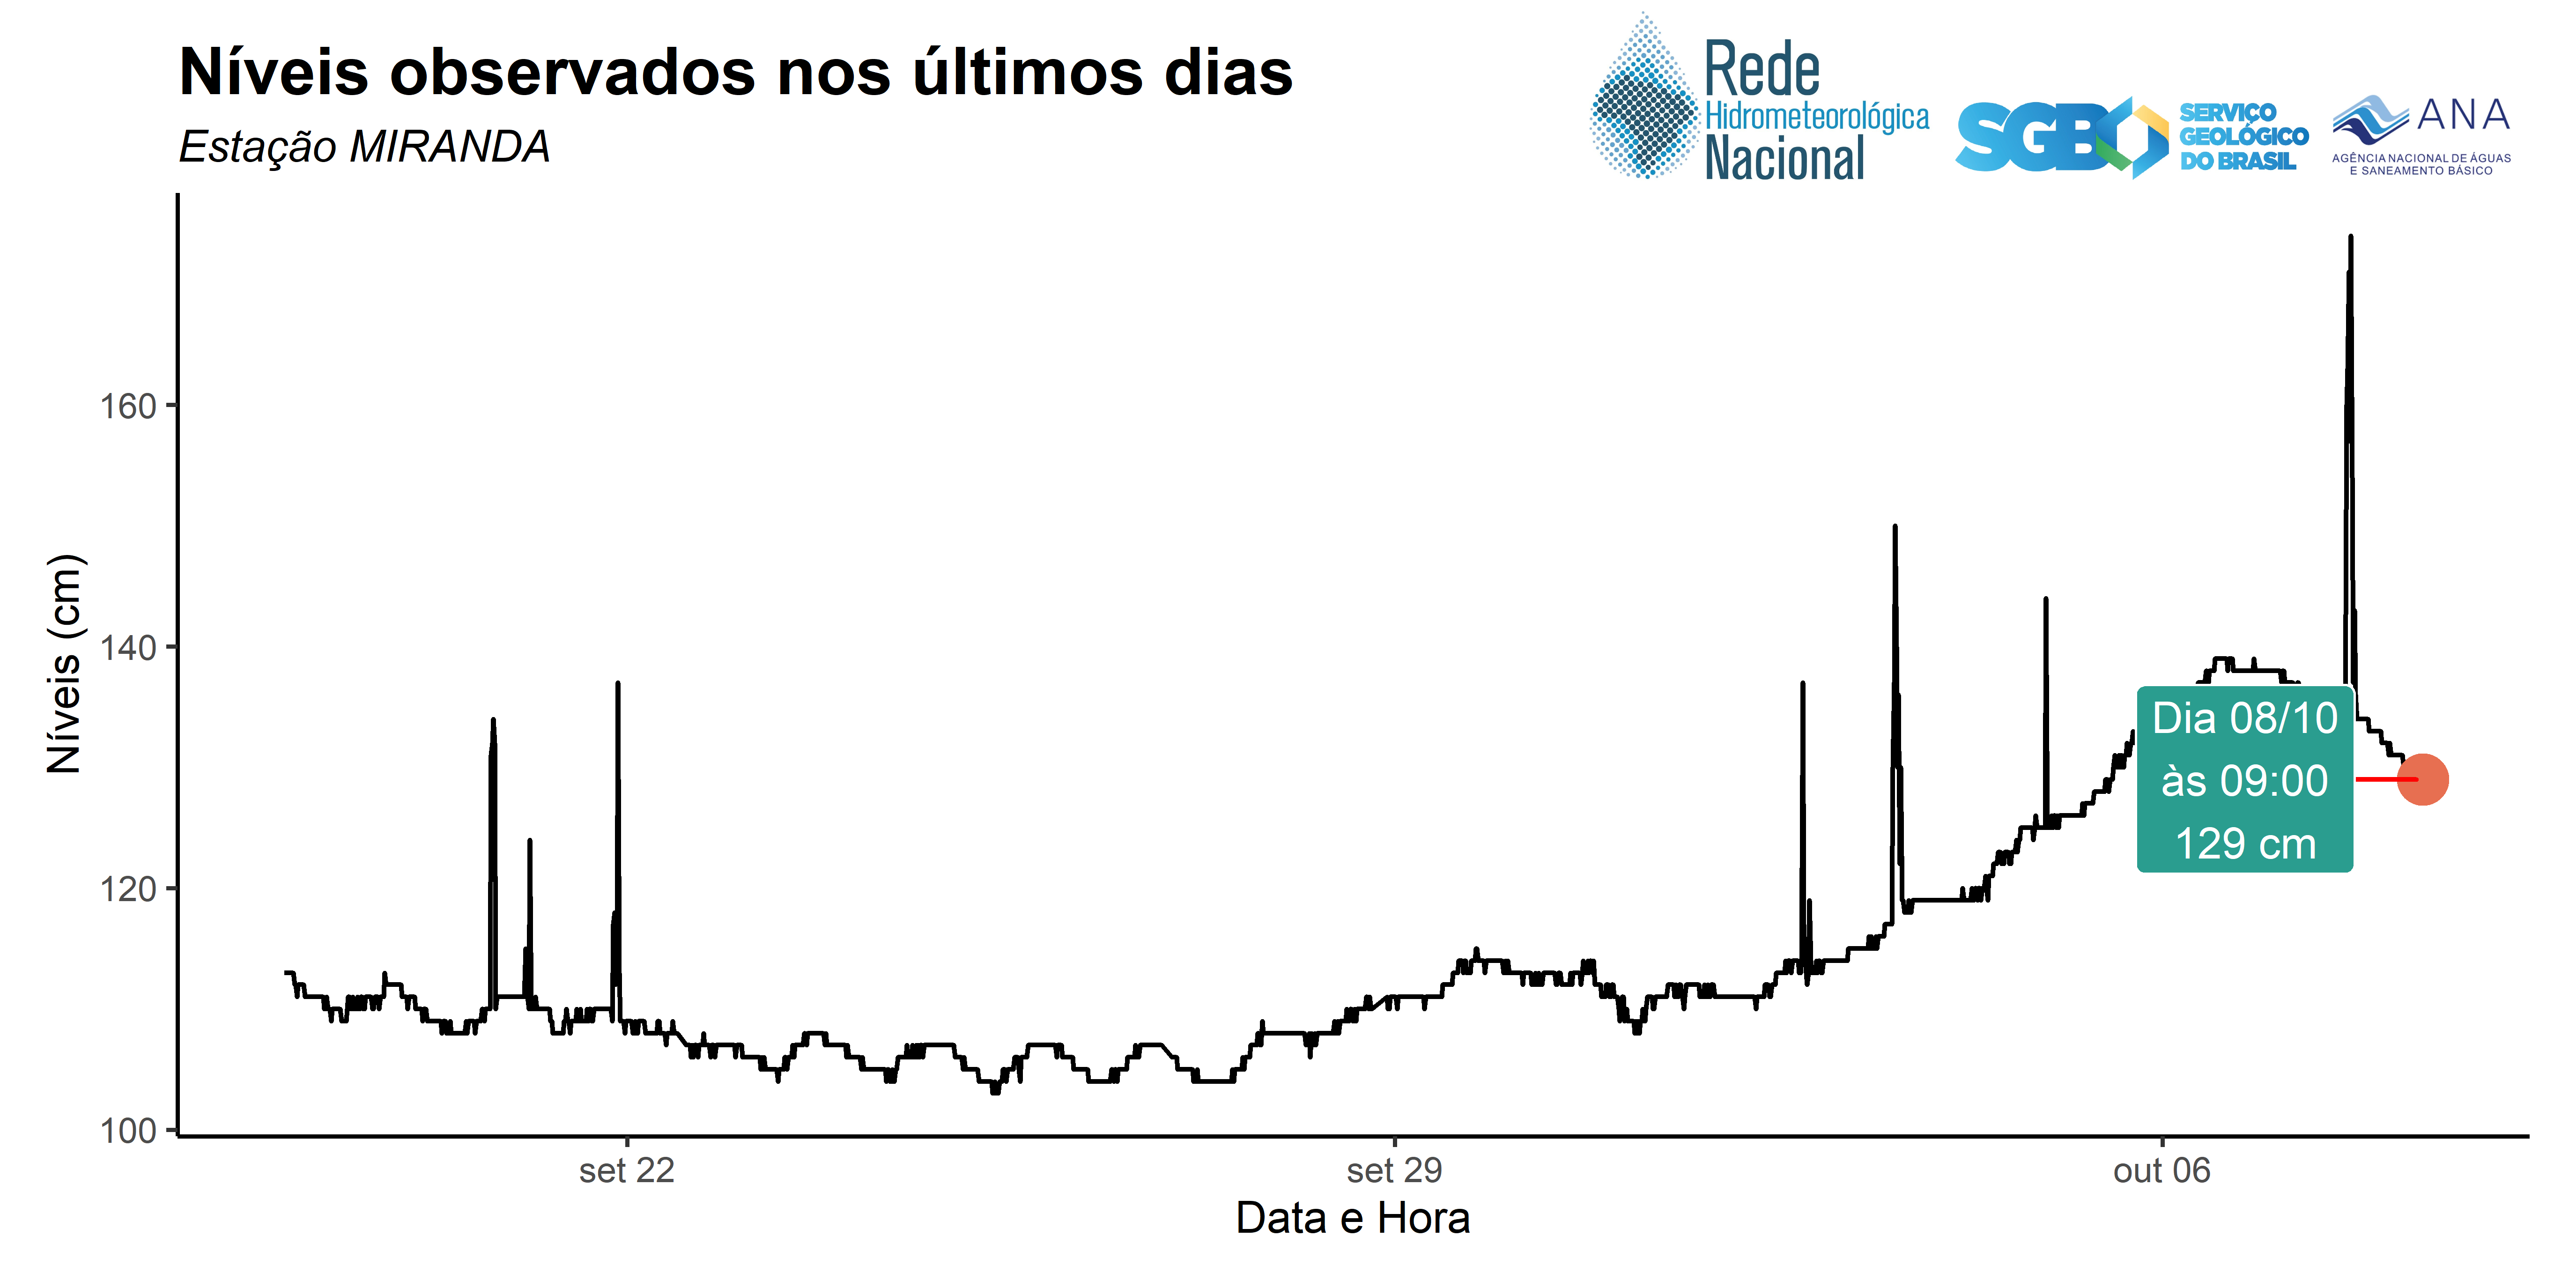 Níveis observados nos últimos dias
Estação MIRANDA
Rede
Hidrometeorológica
Nacional
SGB
SERVIÇO
GEOLÓGICO
DO BRASIL
ANA
AGÊNCIA NACIONAL DE ÁGUAS
E SANEAMENTO BÁSICO
Níveis (cm)
160
140
120
100
Dia 08/10
às 09:00
129 cm
set 22
set 29
out 06
Data e Hora